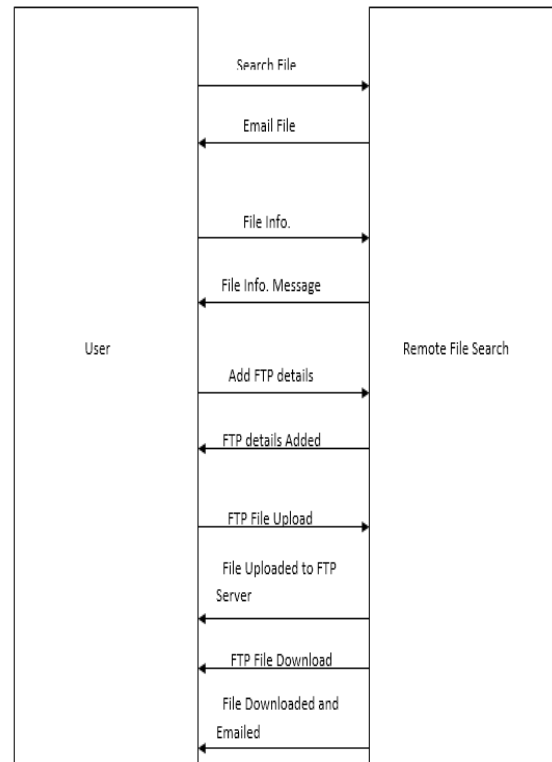 Search File
Email File
File Info.
File Info. Message
User
Remote File Search
Add FTP details
FTP details Added
FTP File Upload
File Uploaded to FTP
Server
FTP File Download
File Downloaded and
Emailed